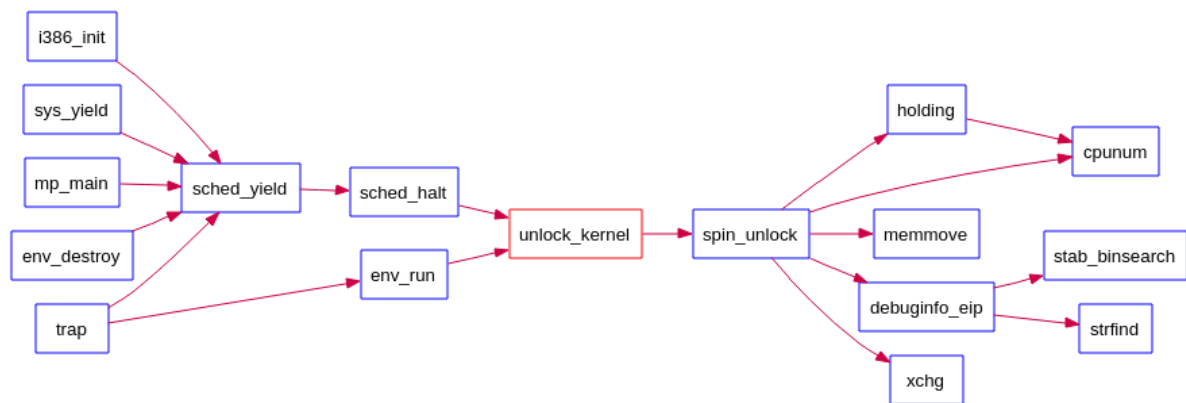 i386_init
sys_yield
mp_main
env_destroy
trap
sched_yield
sched_halt
env_run
unlock_kernel
spin_unlock
holding
memmove
debuginfo_eip
xchg
cpunum
stab_binsearch
strfind